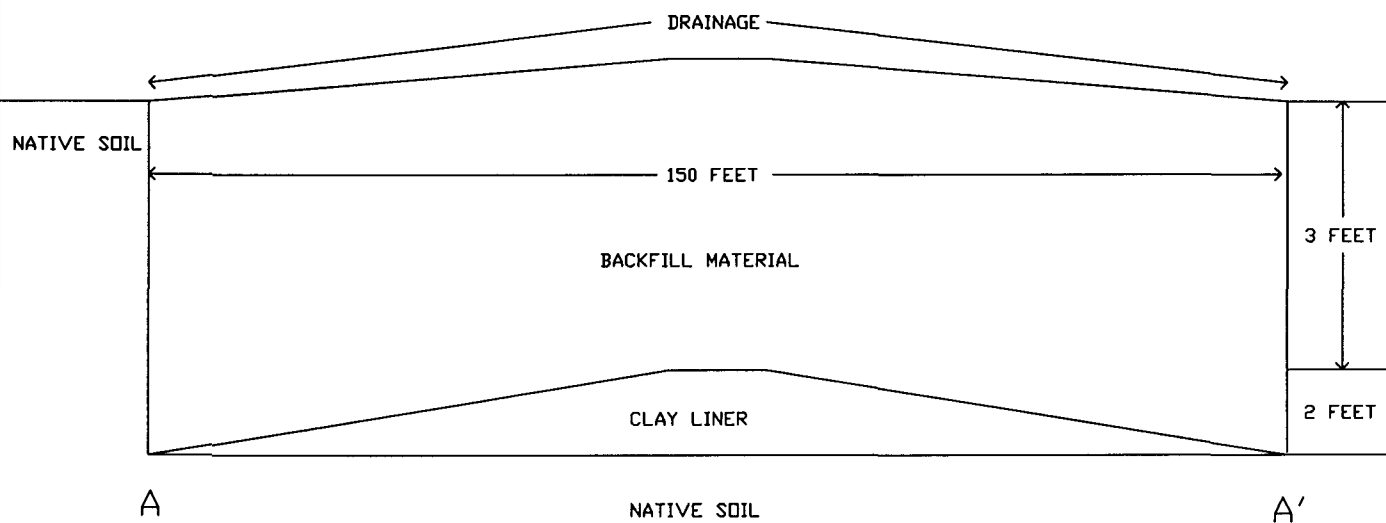 DRAINAGE
NATIVE SOIL
150 FEET
3 FEET
BACKFILL MATERIAL
CLAY LINER
2 FEET
A
NATIVE SOIL
A'